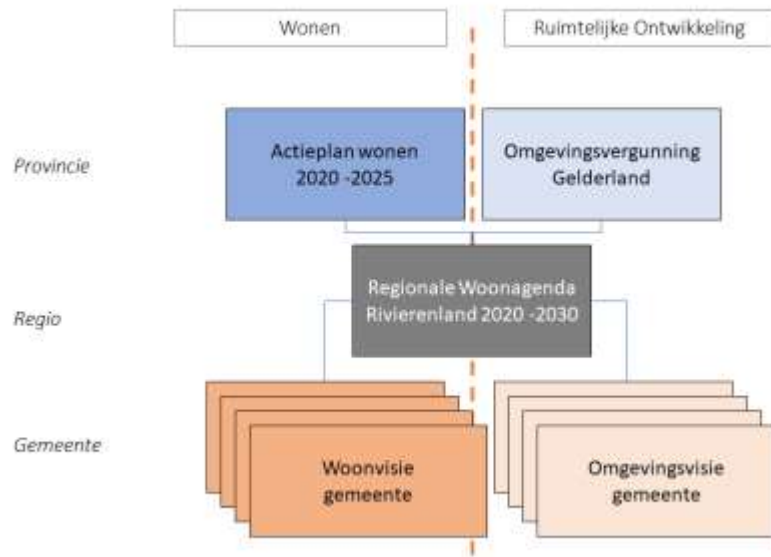 Wonen
Ruimtelijke Ontwikkeling
Provincie
Actieplan wonen
2020 -2025
Omgevingsvergunning
Gelderland
Regio
Regionale Woonagenda
Rivierenland 2020 -2030
Gemeente
Woonvisie
gemeente
Omgevingsvisie
gemeente